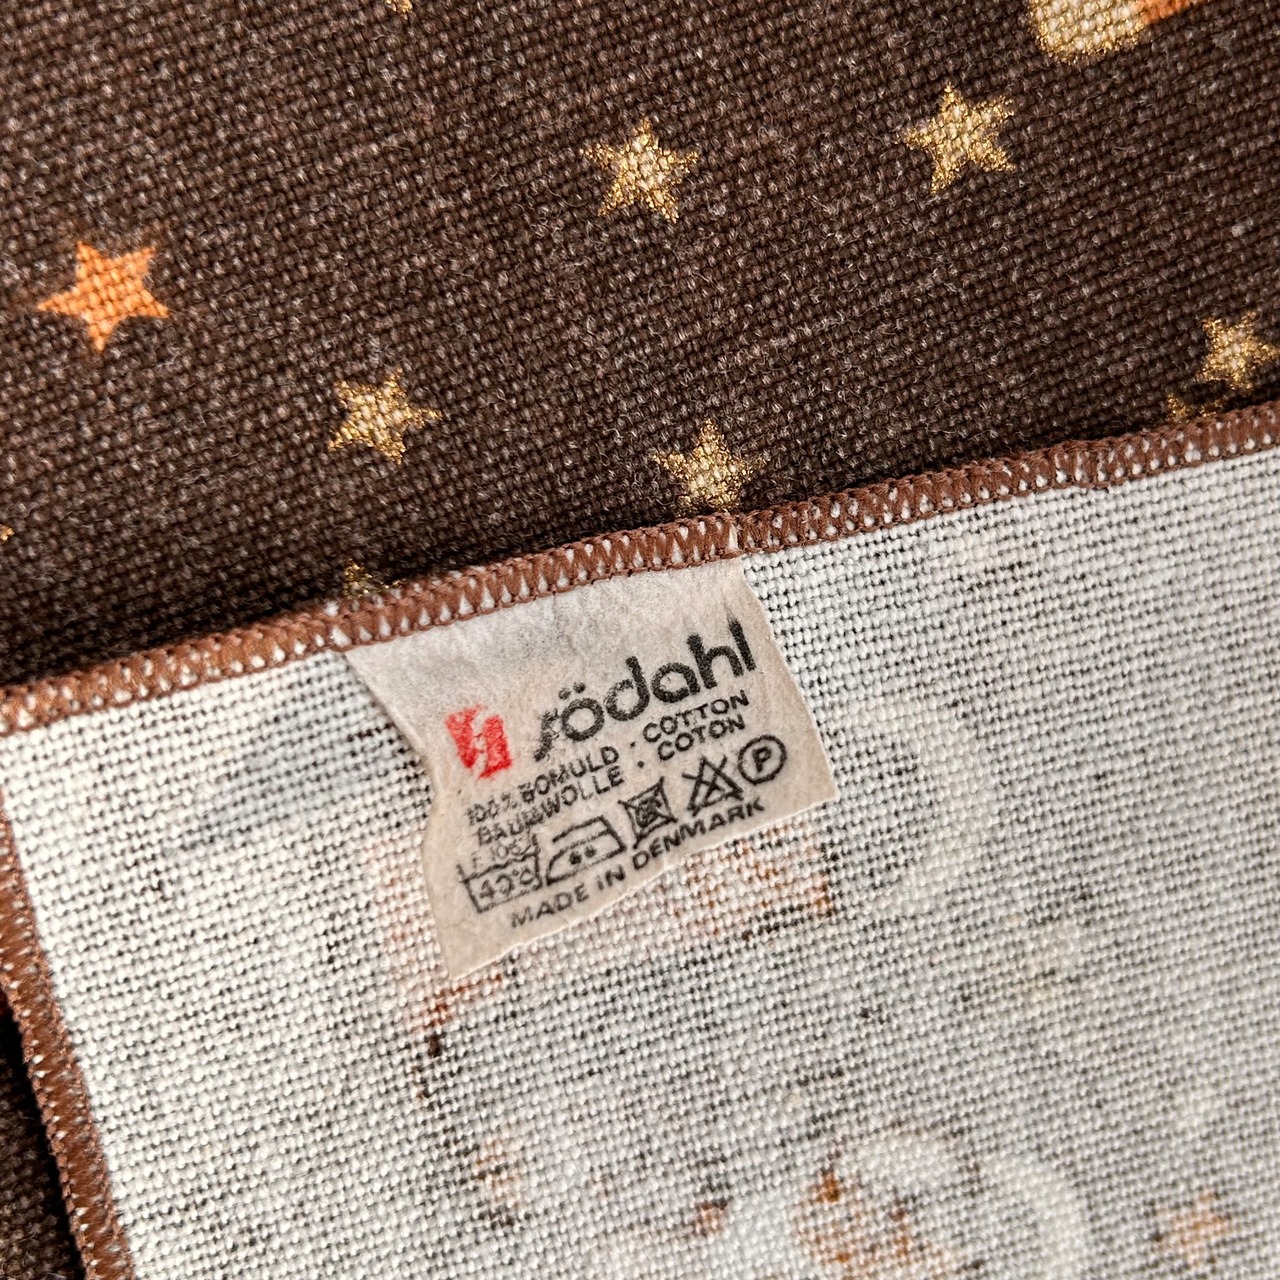 södahl
100% BOMULD : COTTON
BAUMWOLLE : COTON
40°C P
MADE IN DENMARK